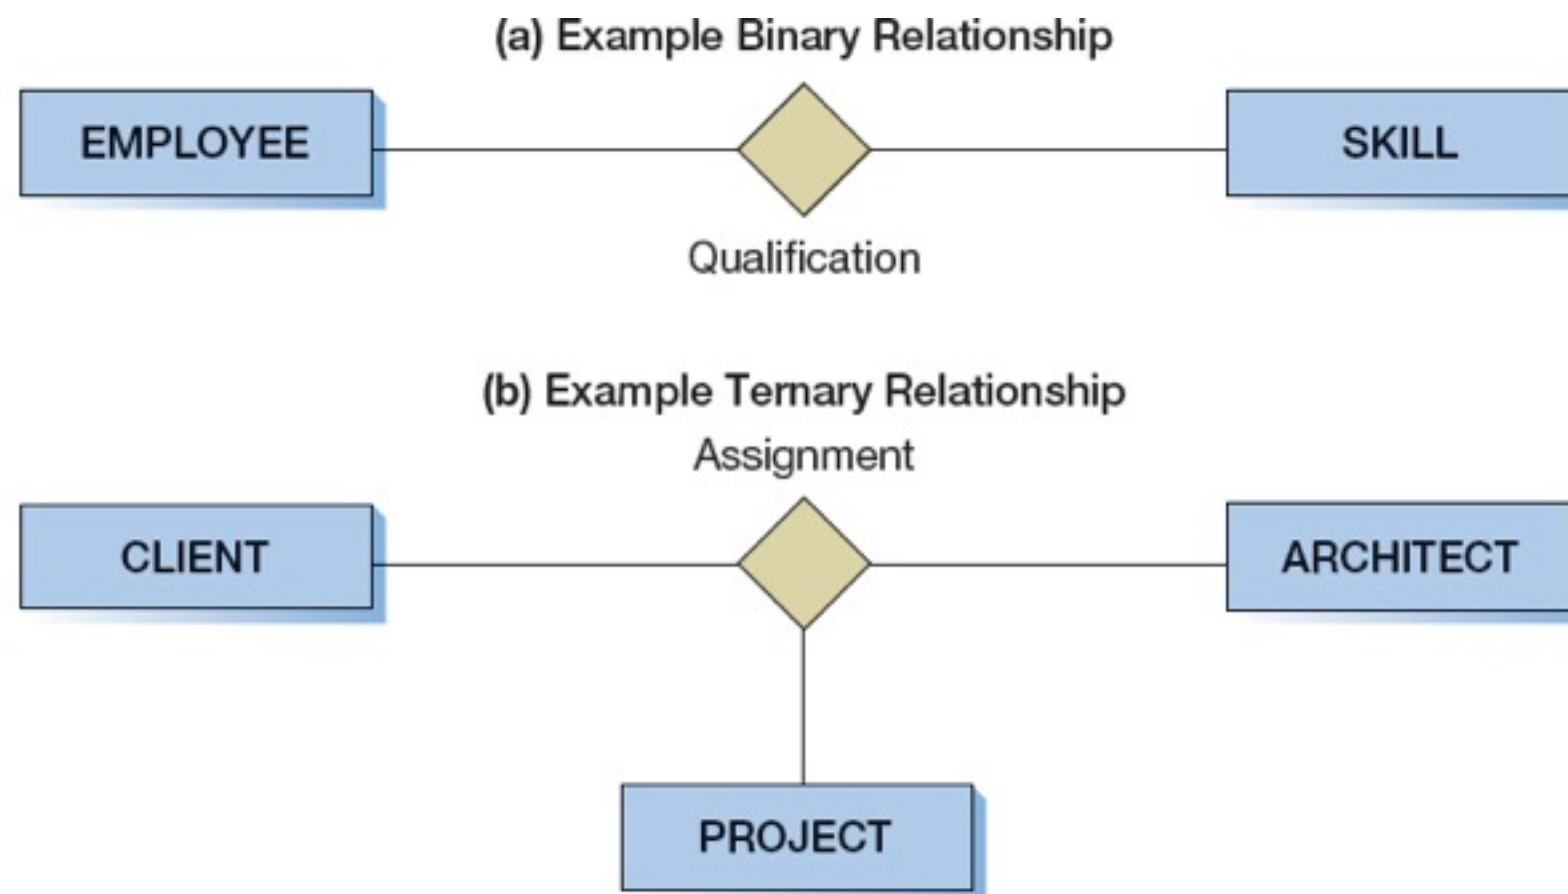 (a) Example Binary Relationship
EMPLOYEE
SKILL
Qualification
(b) Example Ternary Relationship
Assignment
CLIENT
ARCHITECT
PROJECT